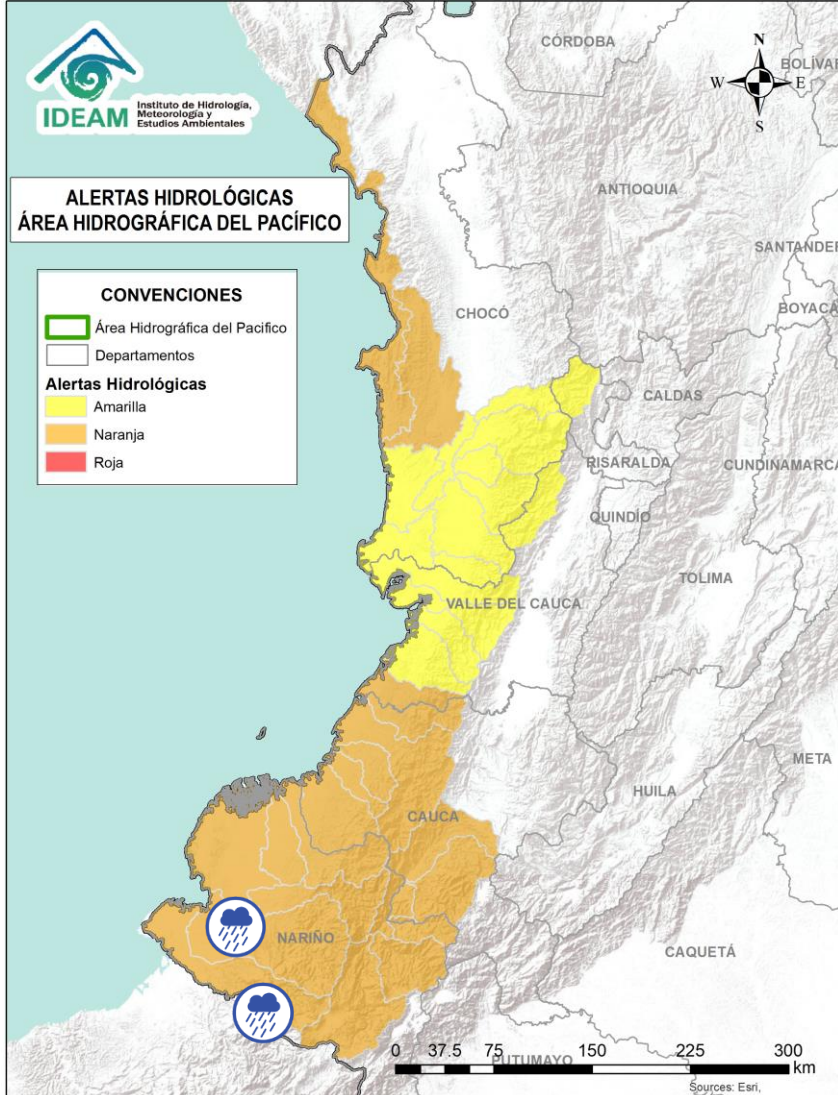 IDEAM
Instituto de Hidrología,
Meteorología y
Estudios Ambientales
ALERTAS HIDROLÓGICAS
ÁREA HIDROGRÁFICA DEL PACÍFICO
CONVENCIONES
Área Hidrográfica del Pacifico
Departamentos
Alertas Hidrológicas
Amarilla
Naranja
Roja
N
W
E
S
CÓRDOBA
BOLÍVAR
ANTIOQUIA
SANTANDER
BOYACÁ
CHOCÓ
CALDAS
RISARALDA
CUNDINAMARCA
QUINDÍO
TOLIMA
VALLE DEL CAUCA
META
HUILA
CAUCA
NARIÑO
CAQUETÁ
PUTUMAYO
0 37.5 75 150 225 300
km
Sources: Esri,